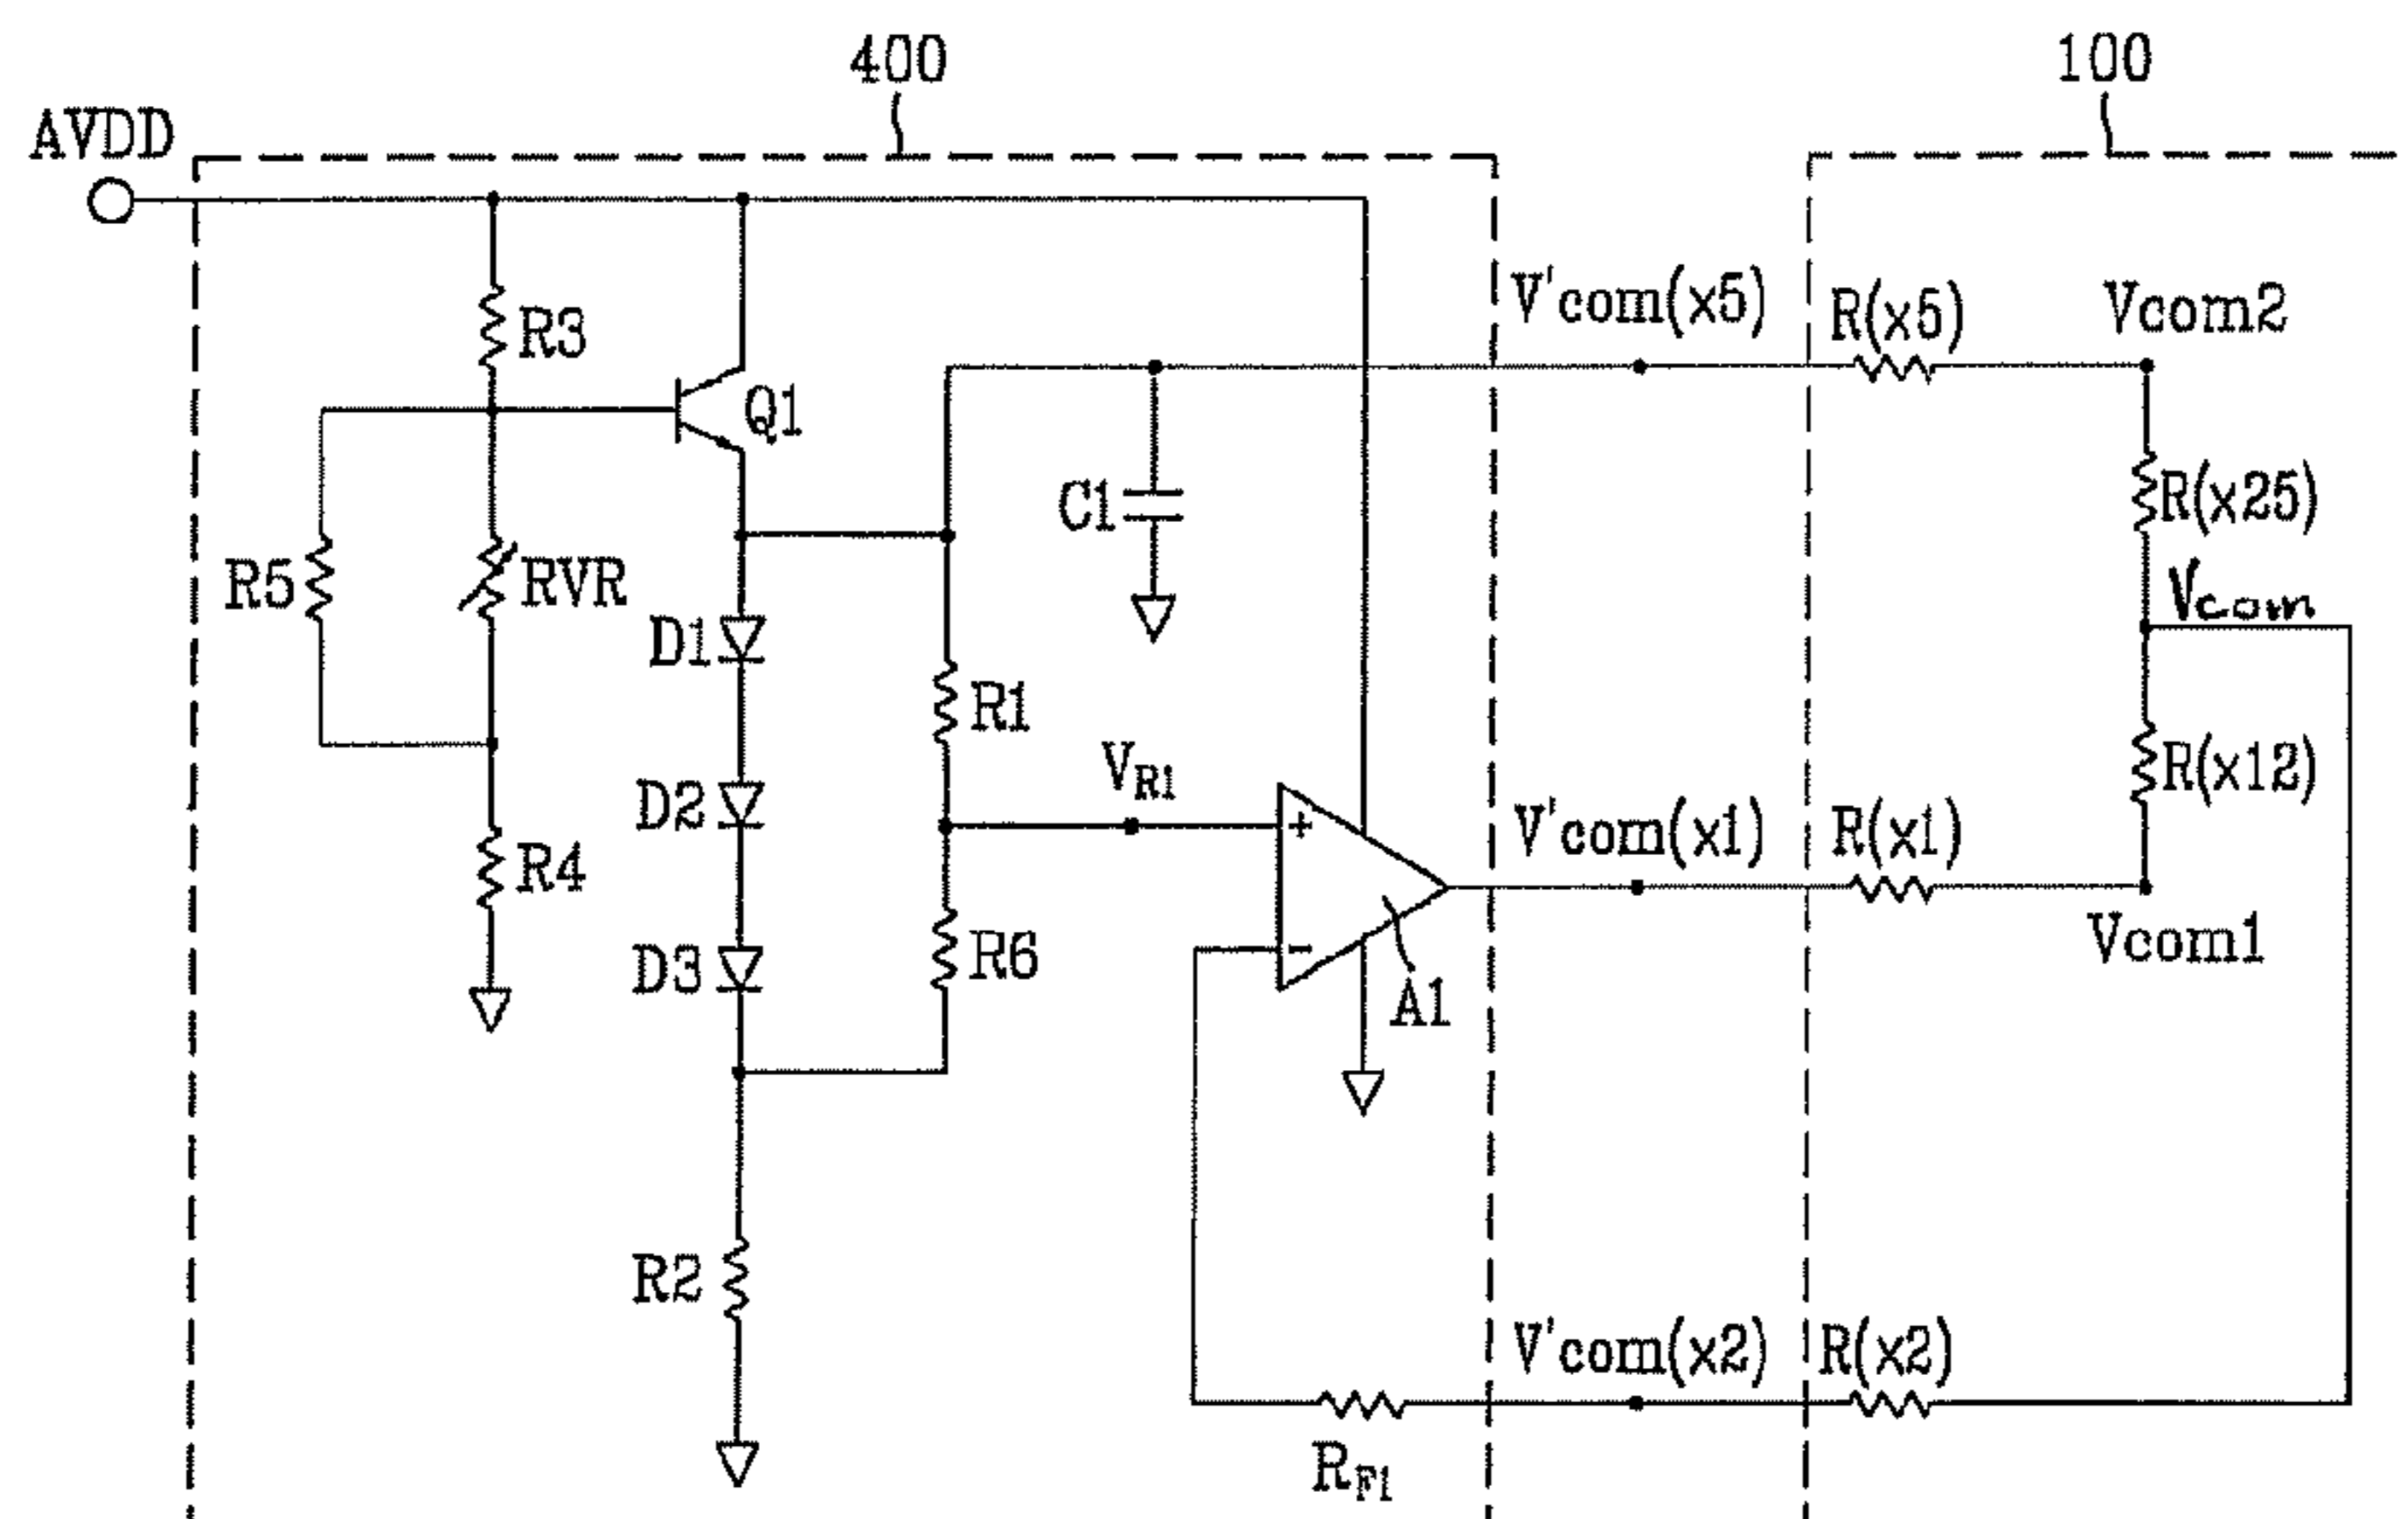 400
100
AVDD
V'com(x5)
R(x5)
Vcom2
R3
Q1
R(x25)
C1
Vcom
R5
RVR
D1
R1
VR1
R(x12)
D2
V'com(x1)
R(x1)
+
R4
Vcom1
D3
R6
-
A1
R2
V'com(x2)
R(x2)
RF1